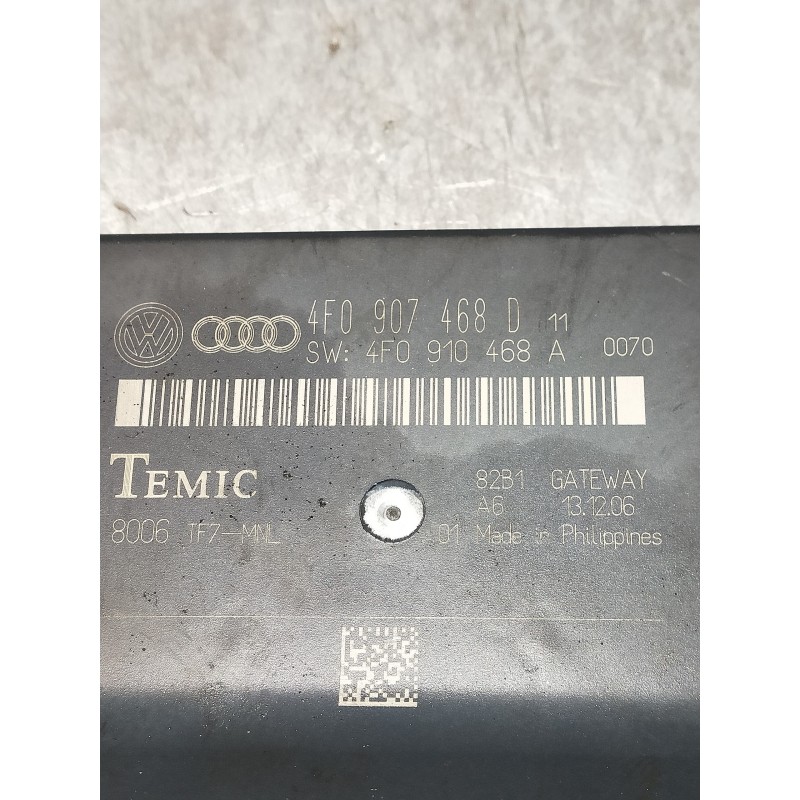 4F0 907 468 D 11
SW: 4F0 910 468 A 0070
TEMIC
82B1 GATEWAY
A6 13.12.06
8006 TF7-MNL 01 Made in Philippines